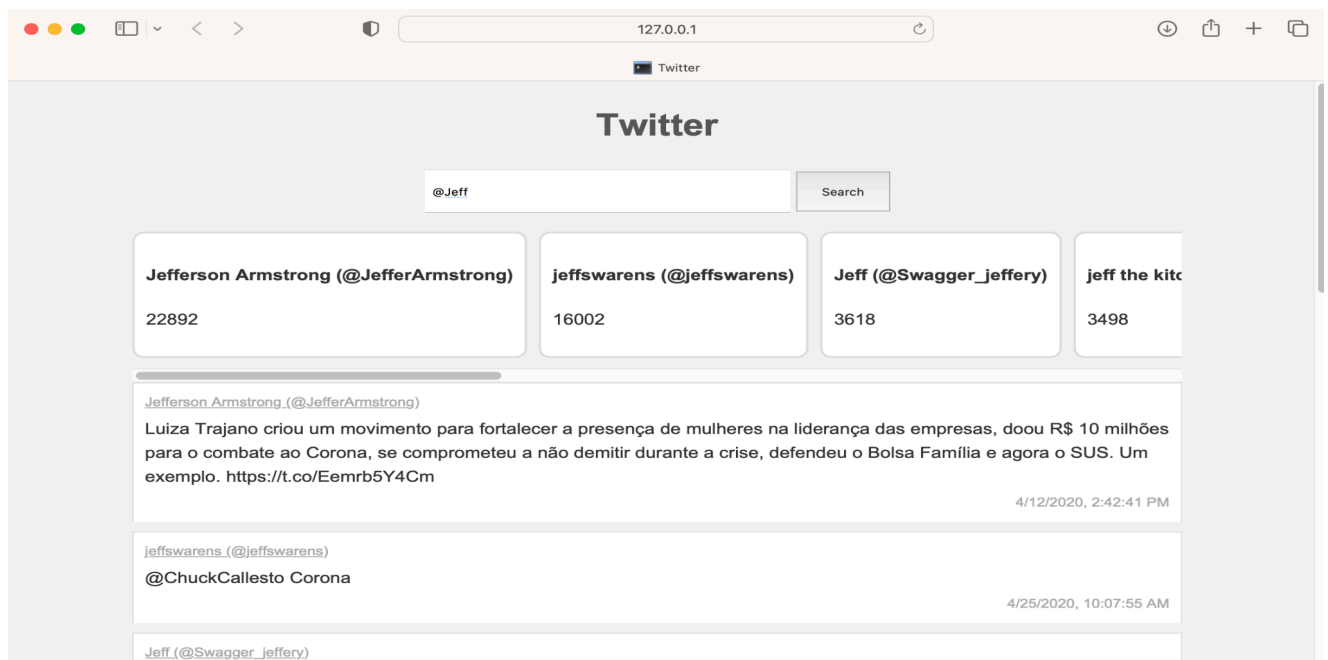 127.0.0.1
Twitter
Twitter
@Jeff
Search
Jefferson Armstrong (@JefferArmstrong)
22892
jeffswarens (@jeffswarens)
16002
Jeff (@Swagger_jeffery)
3618
jeff the
3498
Jefferson Armstrong (@JefferArmstrong)
Luiza Trajano criou um movimento para fortalecer a presença de mulheres na liderança das empresas, doou R$ 10 milhões
para o combate ao Corona, se comprometeu a não demitir durante a crise, defendeu o Bolsa Família e agora o SUS. Um
exemplo. https://t.co/Eemrb5Y4Cm
4/12/2020, 2:42:41 PM
jeffswarens (@jeffswarens)
@ChuckCallesto Corona
4/25/2020, 10:07:55 AM
Jeff (@Swagger_jeffery)